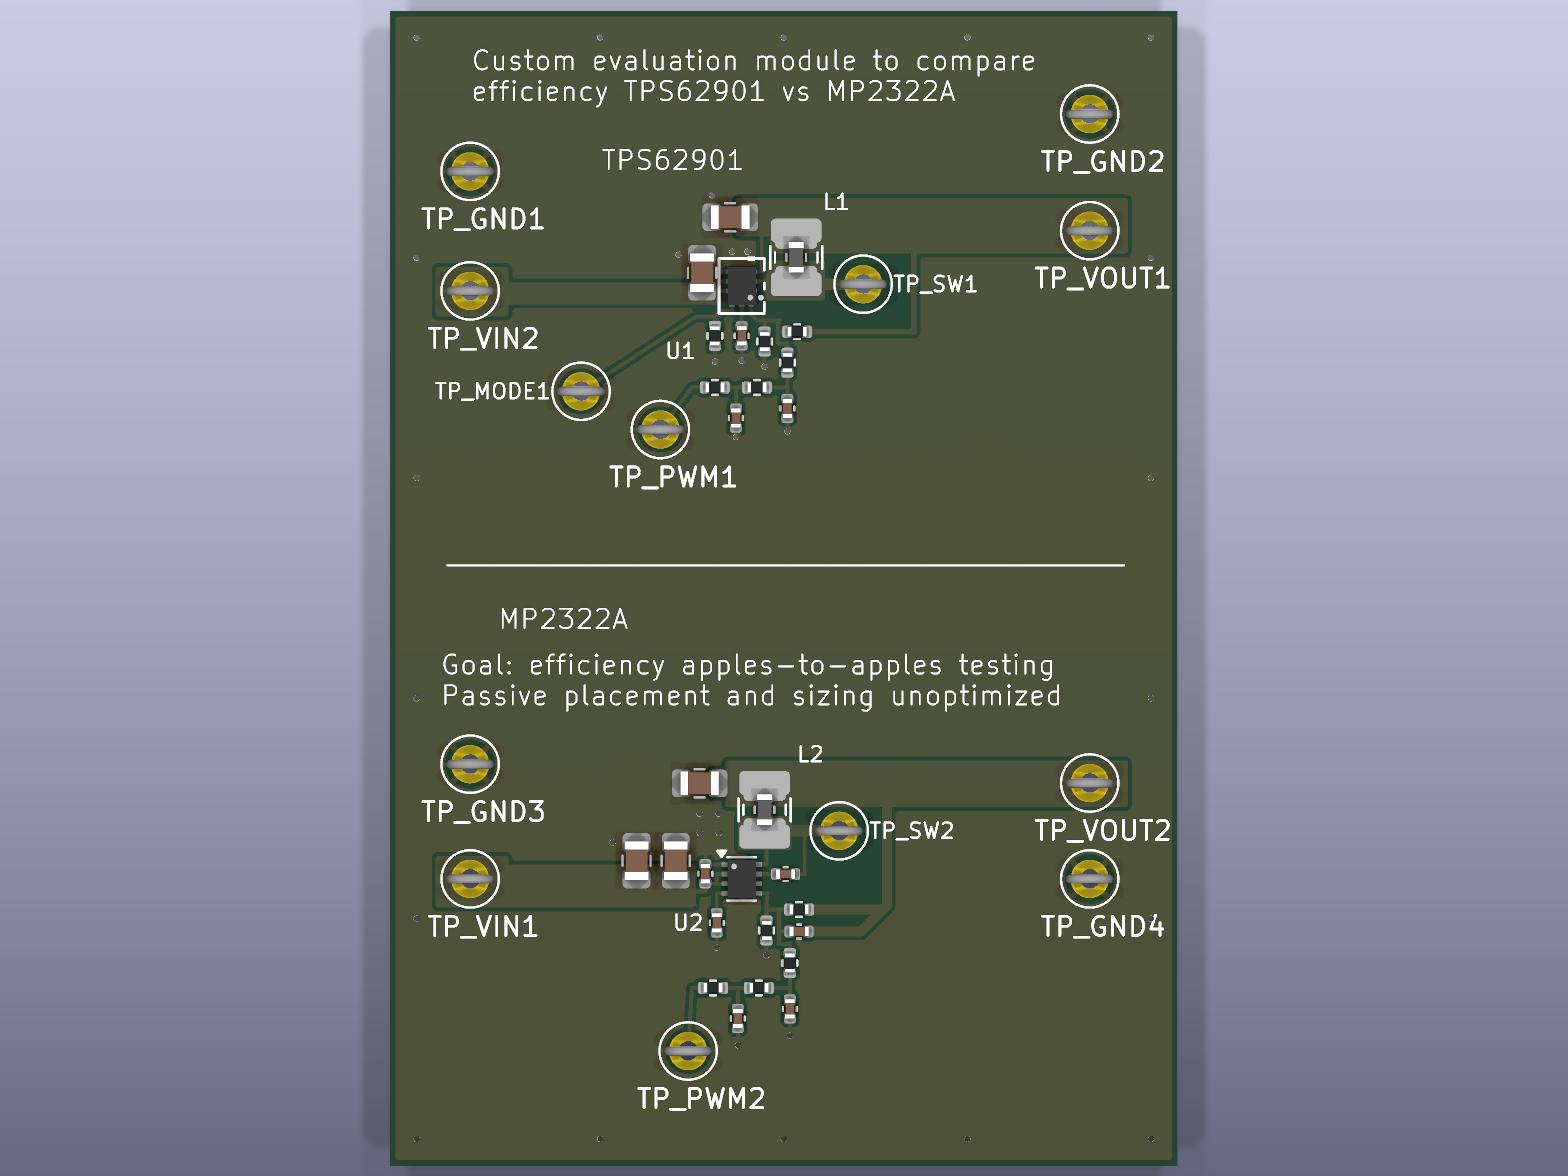 Custom evaluation module to compare
efficiency TPS62901 vs MP2322A
TP_GND2
TPS62901
TP_GND1
L1
TP_VOUT1
TP_SW1
TP_VIN2
U1
TP_MODE1
TP_PWM1
MP2322A
Goal: efficiency apples-to-apples testing
Passive placement and sizing unoptimized
L2
TP_GND3
TP_VOUT2
TP_SW2
U2
TP_VIN1
TP_GND4
TP_PWM2